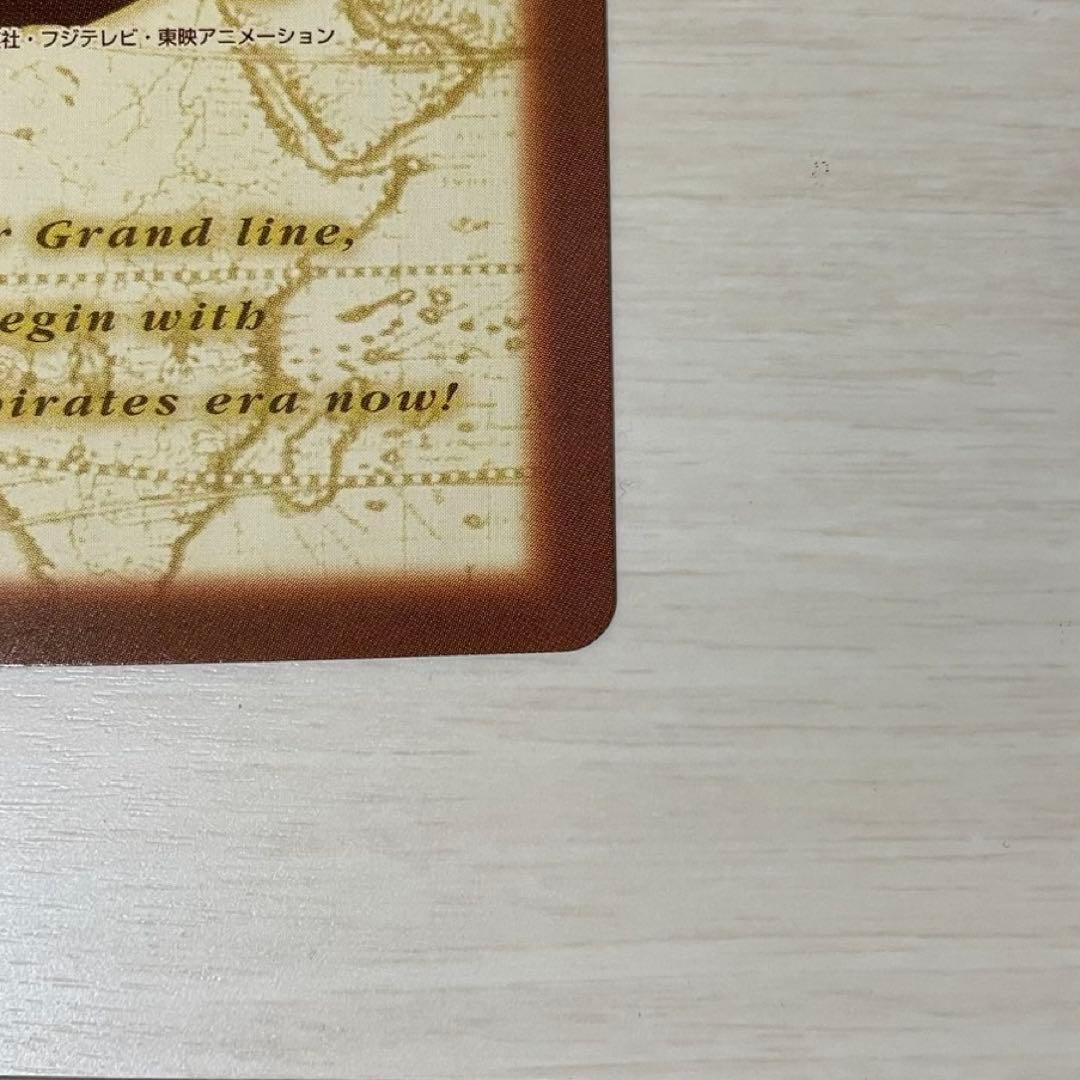 社・フジテレビ・東映アニメーション
r Grand line,
egin with
pirates era now!